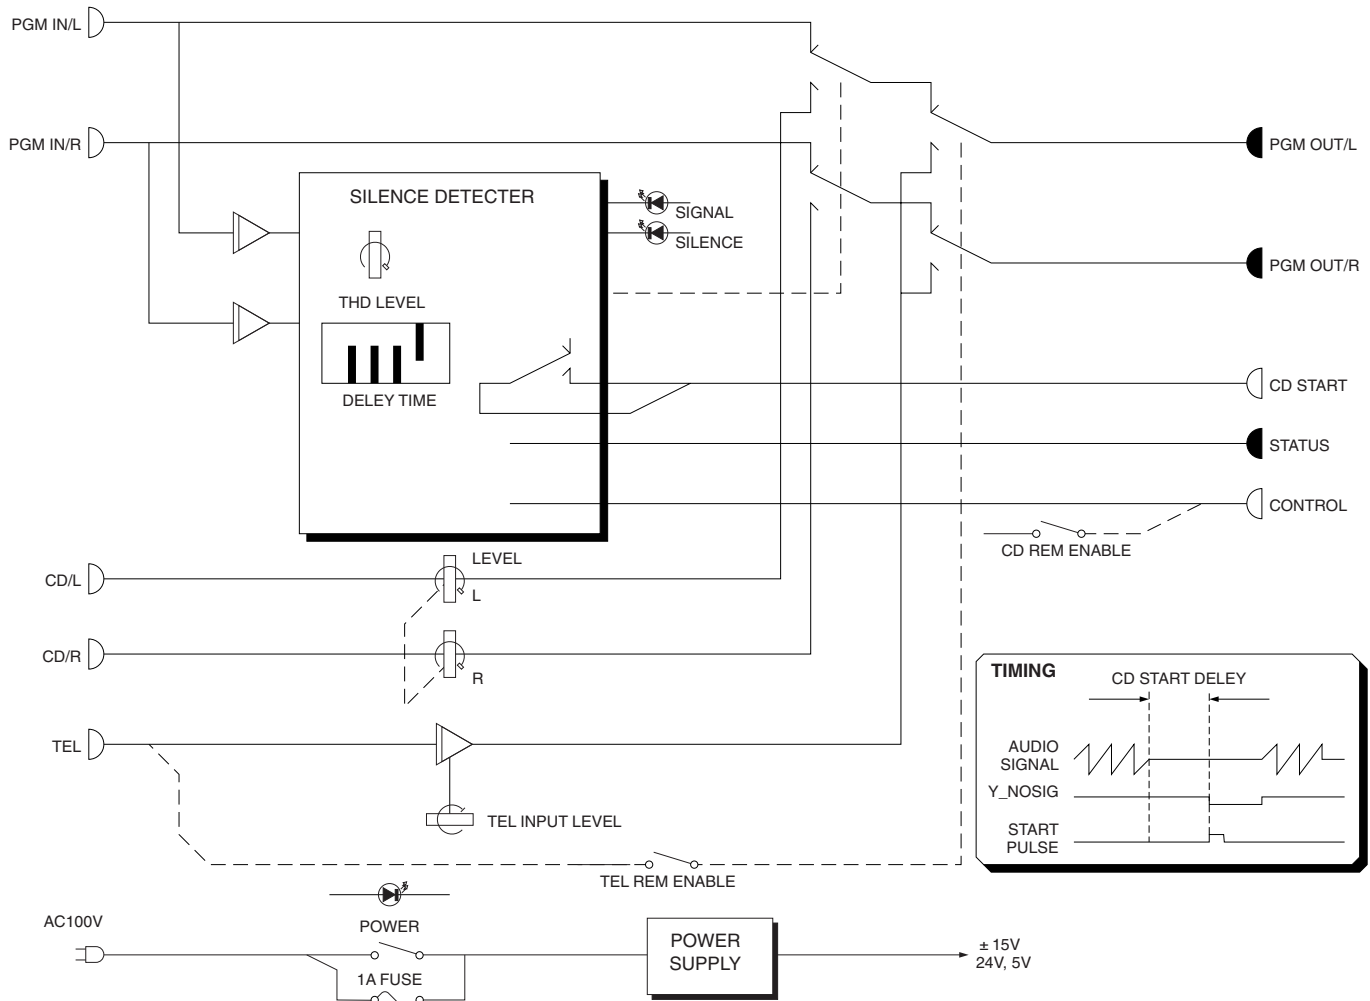 PGM IN/L
PGM IN/R
SILENCE DETECTER
SIGNAL
SILENCE
THD LEVEL
DELEY TIME
PGM OUT/L
PGM OUT/R
CD START
STATUS
CONTROL
CD REM ENABLE
CD/L
LEVEL
L
CD/R
R
TEL
TEL INPUT LEVEL
TEL REM ENABLE
TIMING
CD START DELEY
AUDIO
SIGNAL
Y_NOSIG
START
PULSE
AC100V
POWER
1A FUSE
POWER
SUPPLY
± 15V
24V, 5V